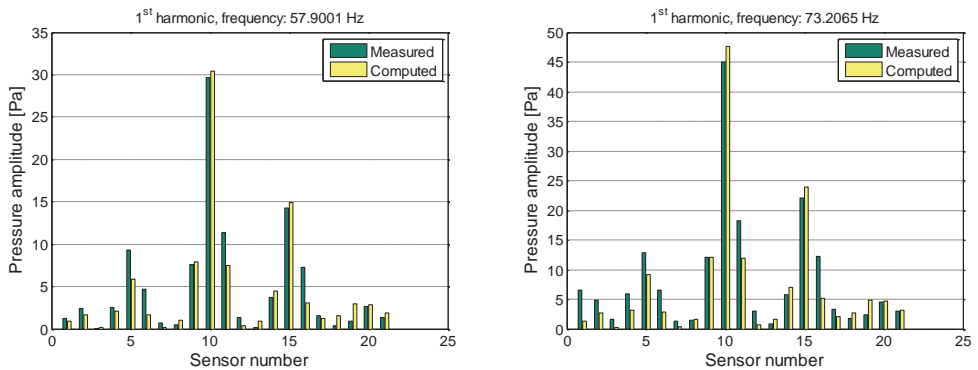 1st harmonic, frequency: 57.9001 Hz
Measured
Computed
Pressure amplitude [Pa]
35
30
25
20
15
10
5
0
0 5 10 15 20 25
Sensor number
1st harmonic, frequency: 73.2065 Hz
Measured
Computed
Pressure amplitude [Pa]
50
45
40
35
30
25
20
15
10
5
0
0 5 10 15 20 25
Sensor number